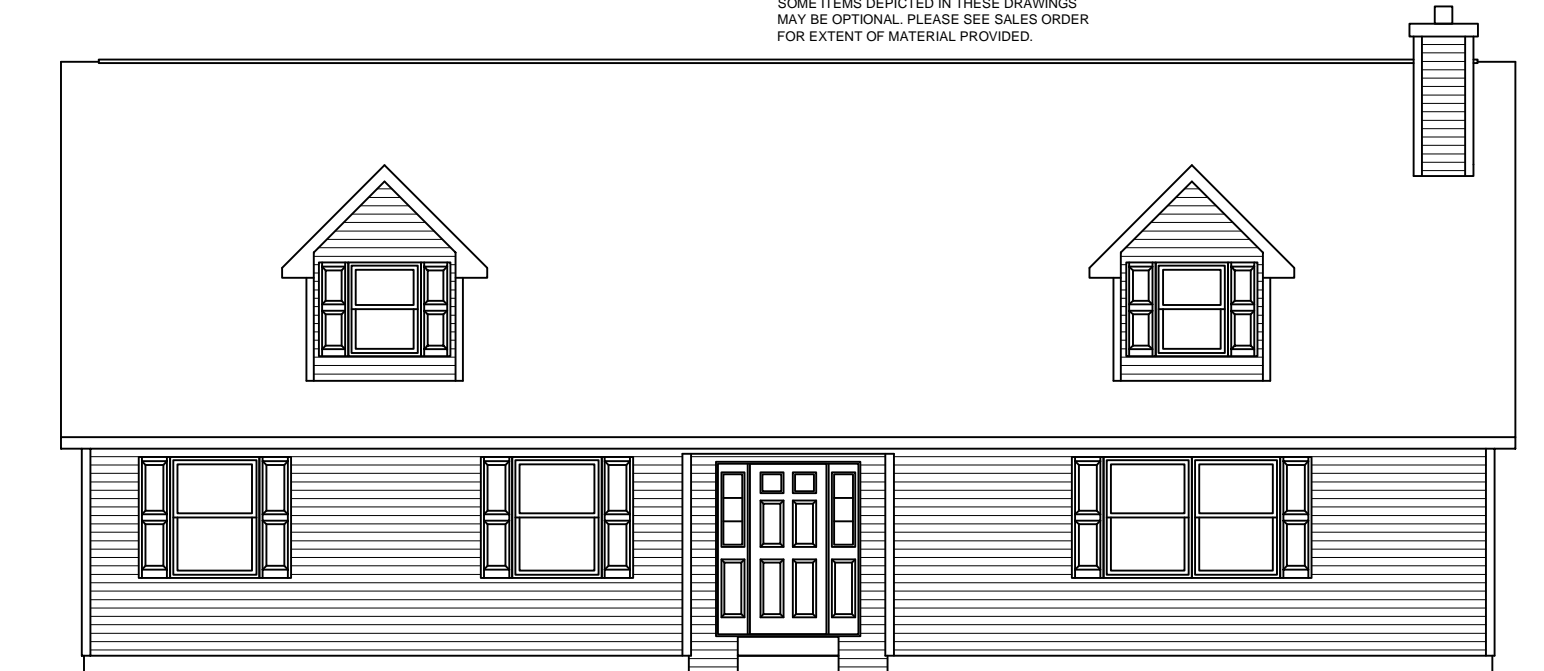 SOME ITEMS DEPICTED IN THESE DRAWINGS
MAY BE OPTIONAL. PLEASE SEE SALES ORDER
FOR EXTENT OF MATERIAL PROVIDED.